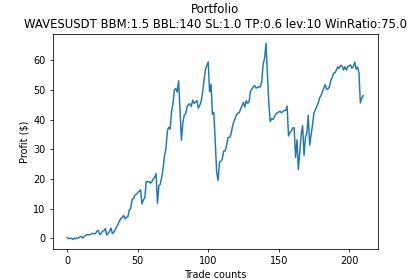 Portfolio
WAVESUSDT BBM:1.5 BBL:140 SL:1.0 TP:0.6 lev:10 WinRatio:75.0
60
50
40
30
20
10
0
Profit ($)
0 50 100 150 200
Trade counts